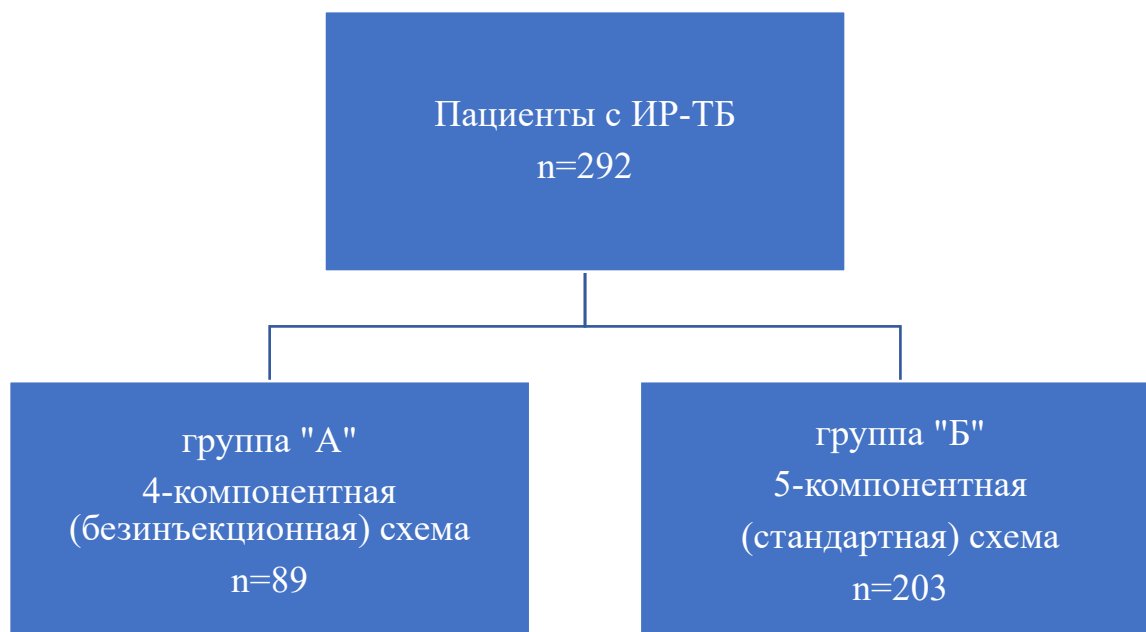 Пациенты с ИР-ТБ
n=292
группа "А"
4-компонентная
(безинъекционная) схема
n=89
группа "Б"
5-компонентная
(стандартная) схема
n=203